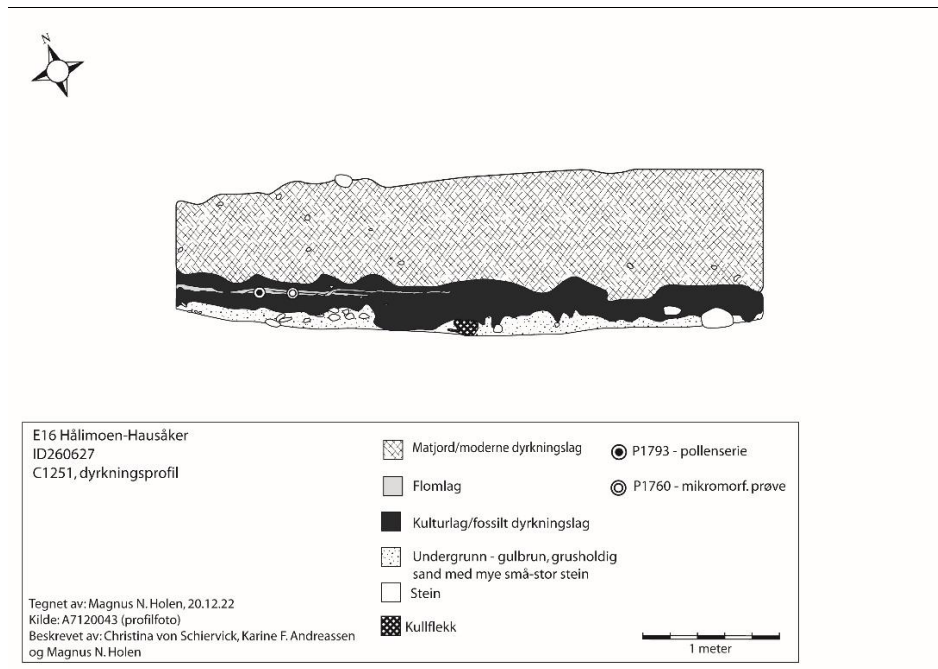 N
E16 Hålimoen-Hausåker
ID260627
C1251, dyrkningsprofil
Matjord/moderne dyrkningslag
Flomlag
Kulturlag/fossilt dyrkningslag
Undergrunn - gulbrun, grusholdig
sand med mye små-stor stein
Stein
Kullflekk
P1793 - pollenserie
P1760 - mikromorf. prøve
Tegnet av: Magnus N. Holen, 20.12.22
Kilde: A7120043 (profilfoto)
Beskrevet av: Christina von Schiervick, Karine F. Andreassen
og Magnus N. Holen
1 meter